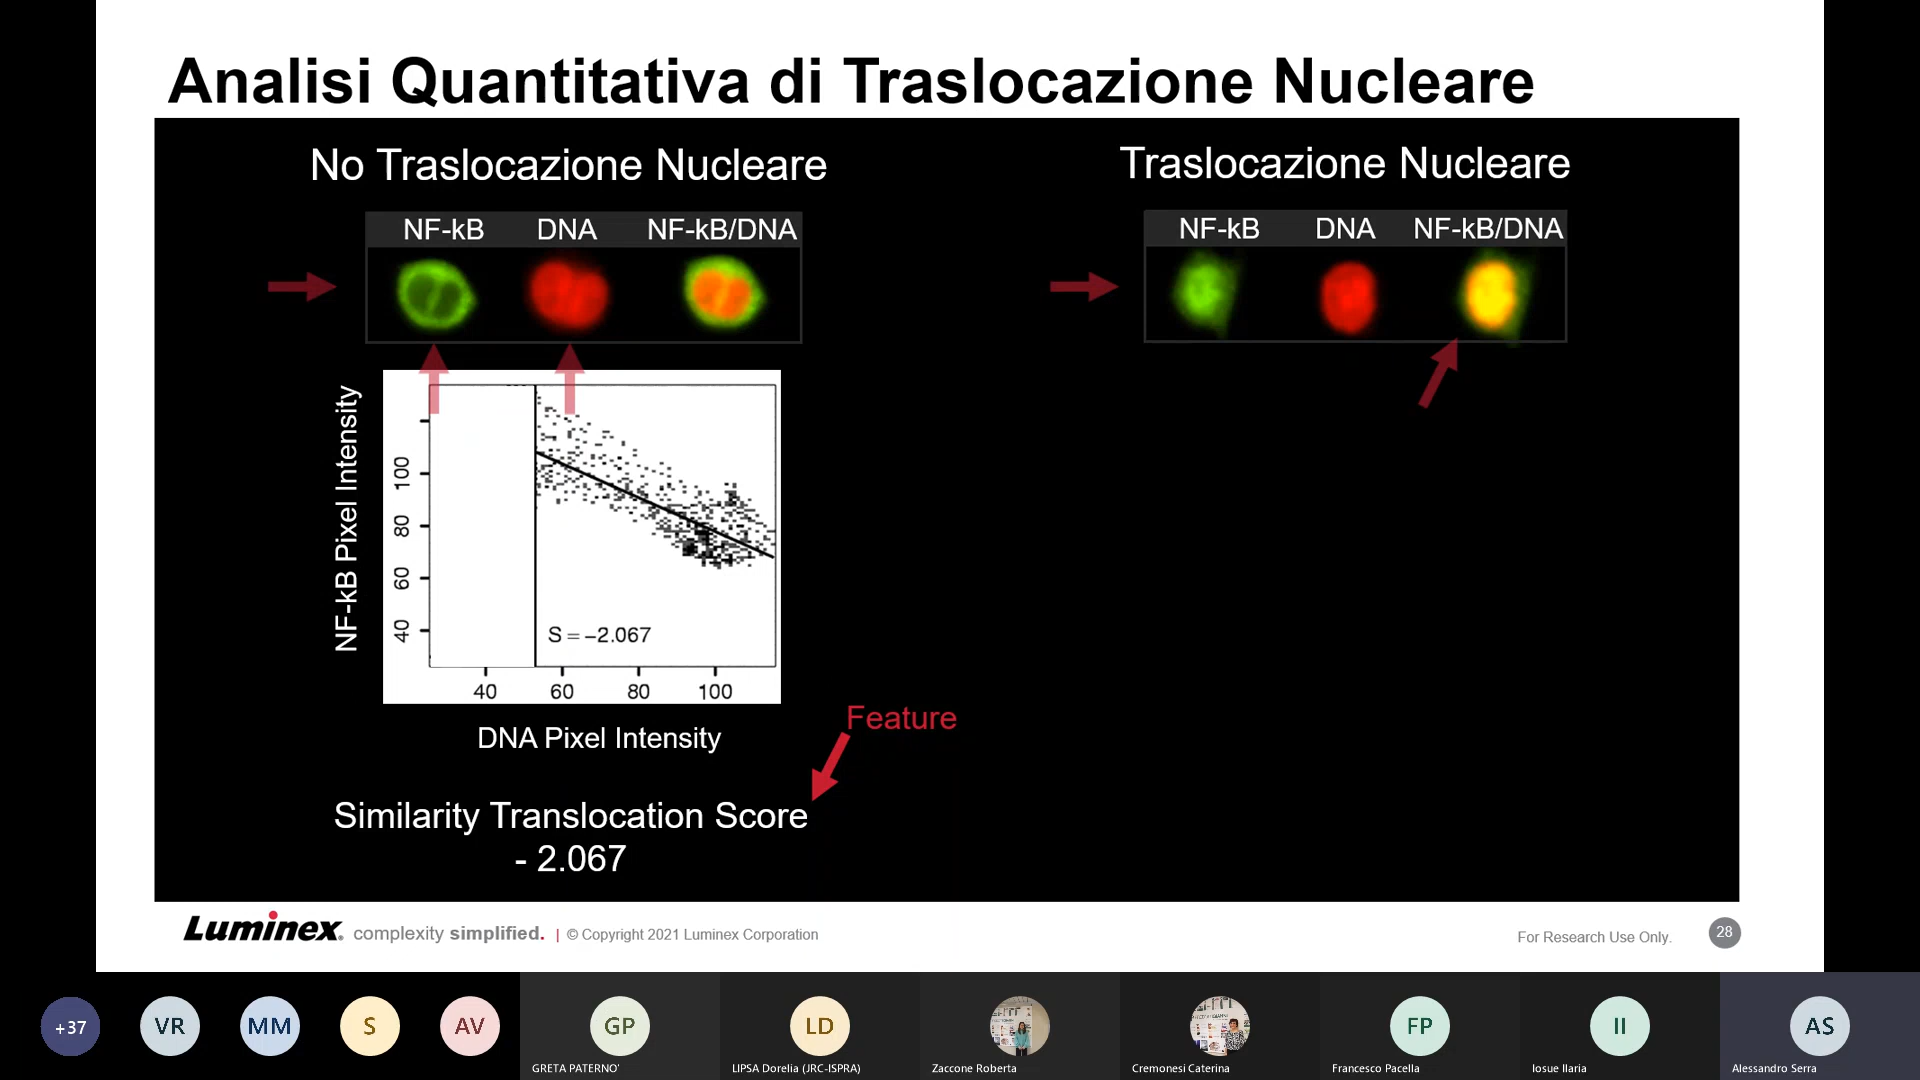 Analisi Quantitativa di Traslocazione Nucleare
No Traslocazione Nucleare
NF-kB DNA NF-kB/DNA
NF-kB Pixel Intensity
100
80
60
40
S = −2.067
40 60 80 100
DNA Pixel Intensity
Feature
Similarity Translocation Score
- 2.067
Traslocazione Nucleare
NF-kB DNA NF-kB/DNA
Luminex complexity simplified. | © Copyright 2021 Luminex Corporation
For Research Use Only. 28
+37 VR MM S AV GP LD FP II AS
GRETA PATERNO' LIPSA Dorelia (JRC-ISPRA) Zaccone Roberta Cremonesi Caterina Francesco Pacella Iosue Ilaria Alessandro Serra